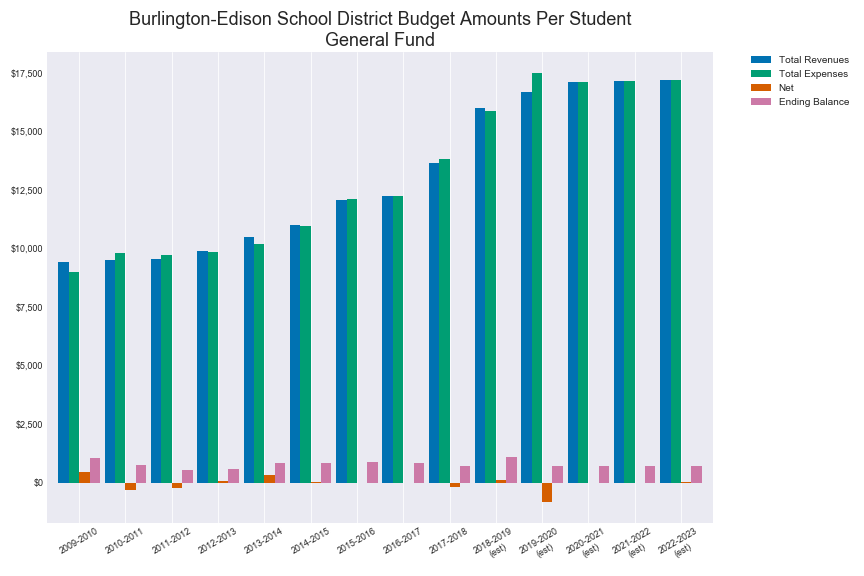 Burlington-Edison School District Budget Amounts Per Student
General Fund
Total Revenues
Total Expenses
Net
Ending Balance
$17,500
$15,000
$12,500
$10,000
$7,500
$5,000
$2,500
$0
2009-2010
2010-2011
2011-2012
2012-2013
2013-2014
2014-2015
2015-2016
2016-2017
2017-2018
2018-2019
(est)
2019-2020
(est)
2020-2021
(est)
2021-2022
(est)
2022-2023
(est)